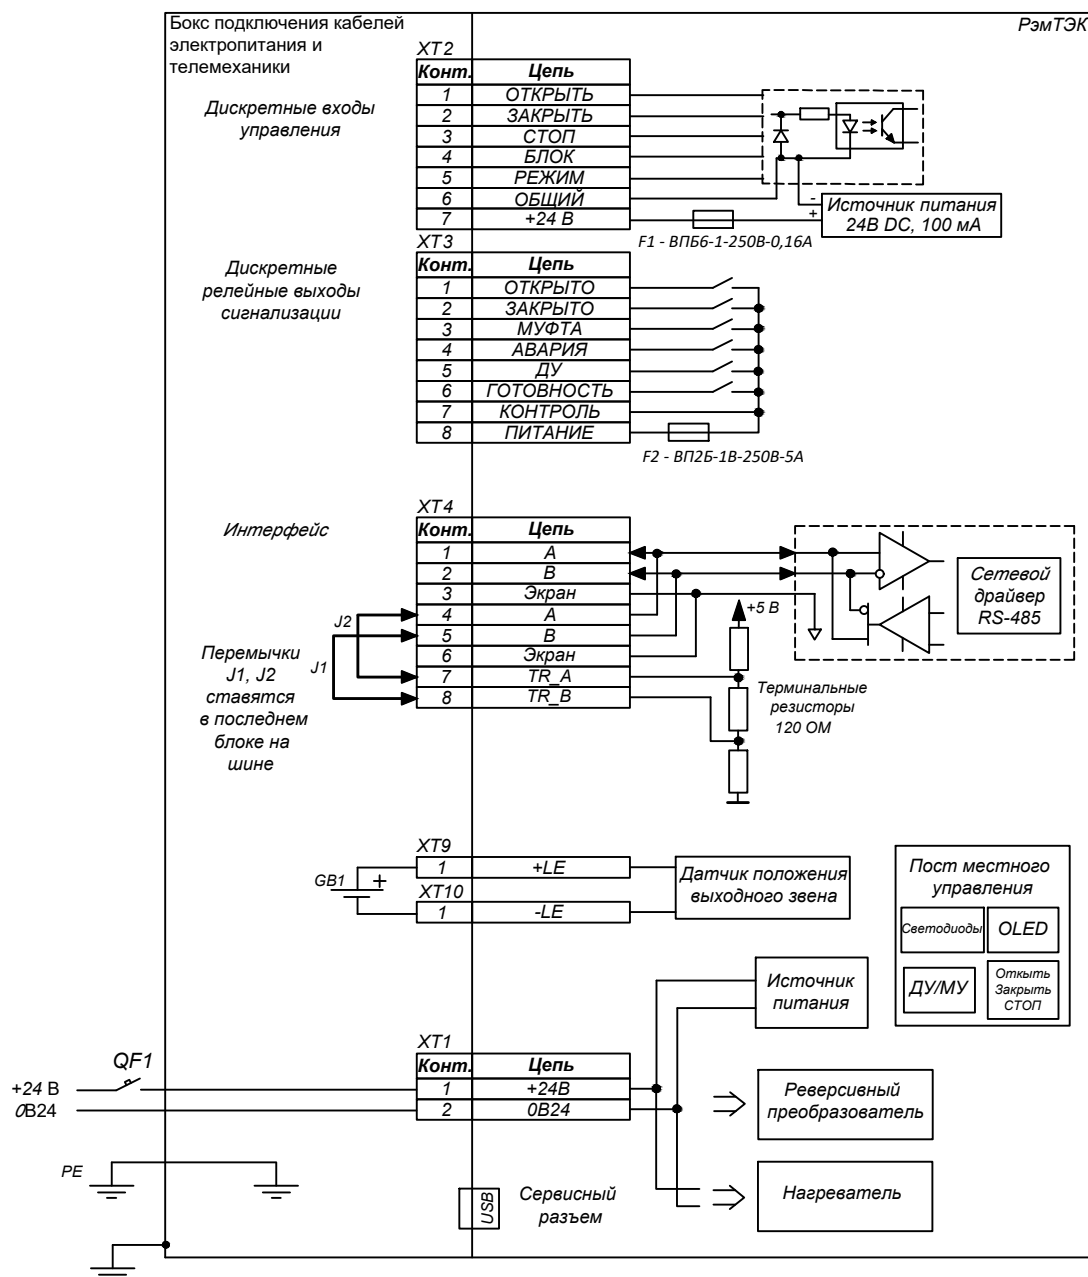 Бокс подключения кабелей
электропитания и
телемеханики
РэмТЭК
Дискретные входы
управления
XT2
Конт. Цепь
1 ОТКРЫТЬ
2 ЗАКРЫТЬ
3 СТОП
4 БЛОК
5 РЕЖИМ
6 ОБЩИЙ
7 +24 В
-
+
Источник питания
24В DC, 100 мА
F1 - ВПБ6-1-250В-0,16А
Дискретные
релейные выходы
сигнализации
XT3
Конт. Цепь
1 ОТКРЫТО
2 ЗАКРЫТО
3 МУФТА
4 АВАРИЯ
5 ДУ
6 ГОТОВНОСТЬ
7 КОНТРОЛЬ
8 ПИТАНИЕ
F2 - ВП2Б-1В-250В-5А
Интерфейс
XT4
Конт. Цепь
1 A
2 B
3 Экран
4 A
5 B
6 Экран
7 TR_A
8 TR_B
J2
J1
Перемычки
J1, J2
ставятся
в последнем
блоке на
шине
+5 В
Терминальные
резисторы
120 ОМ
Сетевой
драйвер
RS-485
GB1
+
XT9
1 +LE
XT10
1 -LE
Датчик положения
выходного звена
Пост местного
управления
Светодиоды
OLED
ДУ/МУ
Откыть
Закрыть
СТОП
Источник
питания
QF1
+24 В
0В24
XT1
Конт. Цепь
1 +24В
2 0В24
Реверсивный
преобразователь
PE
USB
Сервисный
разъем
Нагреватель